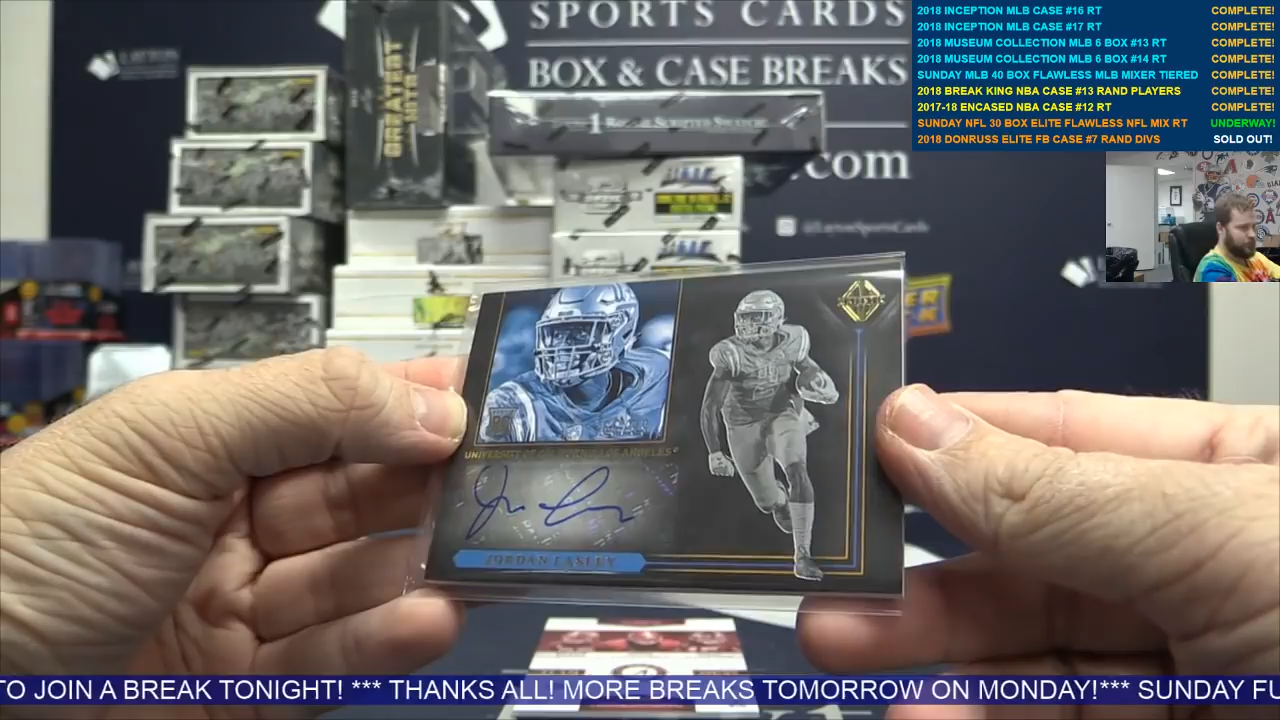 SPORTS CARDS
BOX & CASE BREAKS
.com
GREATEST
HITS
1 Rookie Scripted Swatch
@LaytonSportsCards
2018 INCEPTION MLB CASE #16 RT COMPLETE!
2018 INCEPTION MLB CASE #17 RT COMPLETE!
2018 MUSEUM COLLECTION MLB 6 BOX #13 RT COMPLETE!
2018 MUSEUM COLLECTION MLB 6 BOX #14 RT COMPLETE!
SUNDAY MLB 40 BOX FLAWLESS MLB MIXER TIERED COMPLETE!
2018 BREAK KING NBA CASE #13 RAND PLAYERS COMPLETE!
2017-18 ENCASED NBA CASE #12 RT COMPLETE!
SUNDAY NFL 30 BOX ELITE FLAWLESS NFL MIX RT UNDERWAY!
2018 DONRUSS ELITE FB CASE #7 RAND DIVS SOLD OUT!
UNIVERSITY OF CALIFORNIA LOS ANGELES
JORDAN LASLEY
TO JOIN A BREAK TONIGHT! *** THANKS ALL! MORE BREAKS TOMORROW ON MONDAY!*** SUNDAY FU